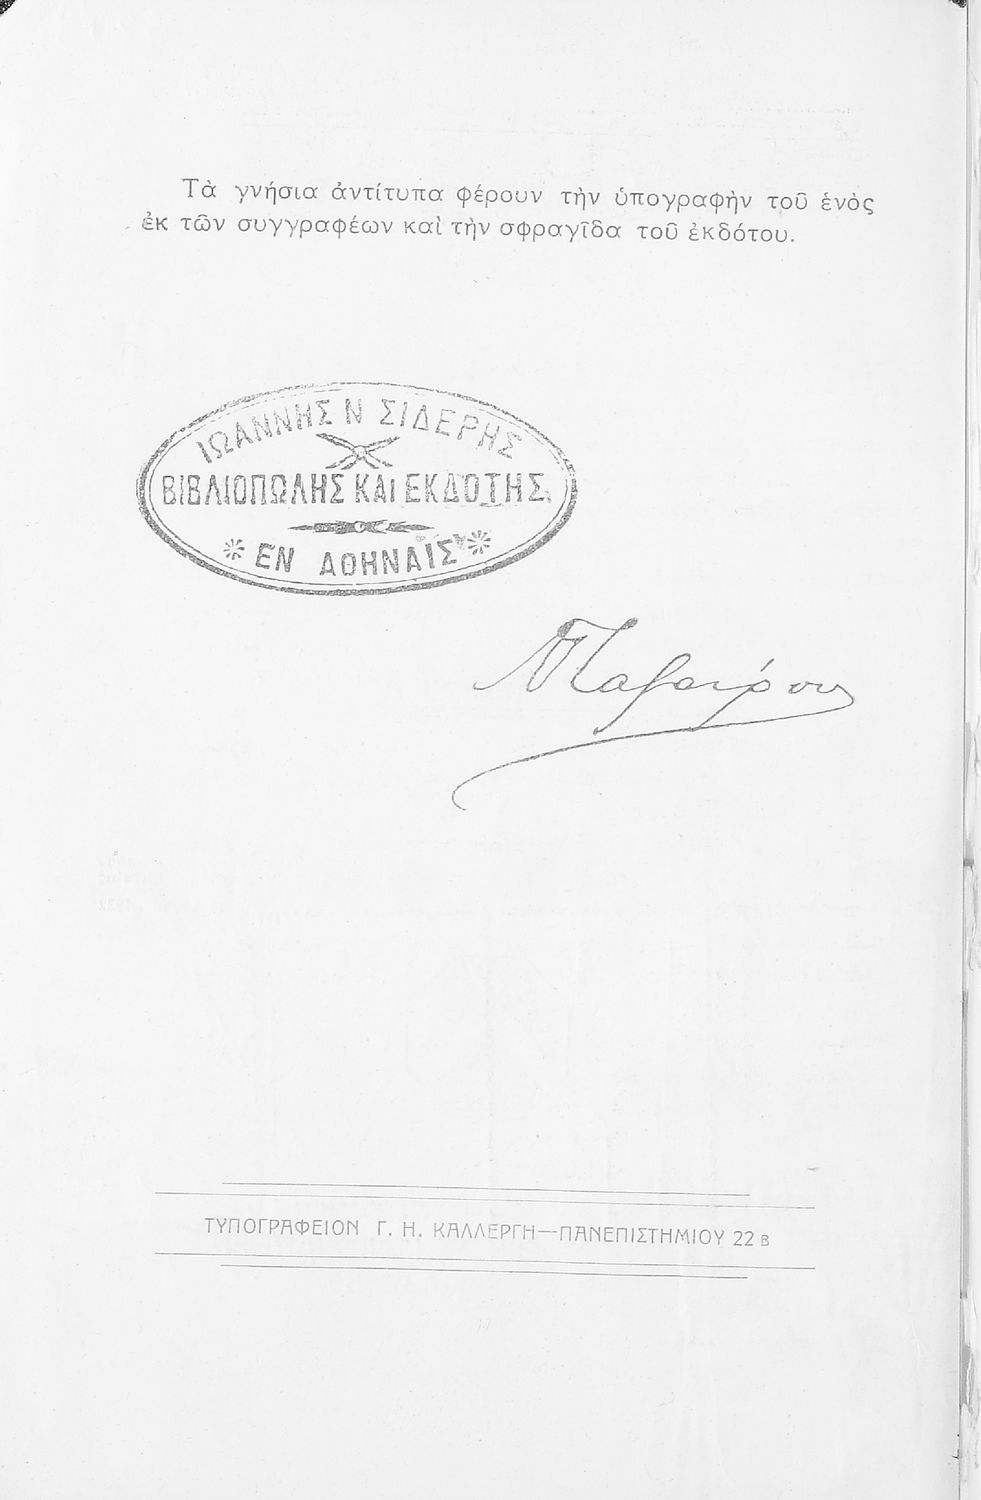 Τὰ γνήσια ἀντίτυπα φέρουν τὴν ὑπογραφὴν τοῦ ἑνὸς
ἐκ τῶν συγγραφέων καὶ τὴν σφραγῖδα τοῦ ἐκδότου.
ΙΩΑΝΝΗΣ Ν ΣΙΔΕΡΗΣ
ΒΙΒΛΙΟΠΩΛΗΣ ΚΑΙ ΕΚΔΟΤΗΣ
* ΕΝ ΑΘΗΝΑΙΣ *
ΤΥΠΟΓΡΑΦΕΙΟΝ Γ. Η. ΚΑΛΛΕΡΓΗ—ΠΑΝΕΠΙΣΤΗΜΙΟΥ 22 Β